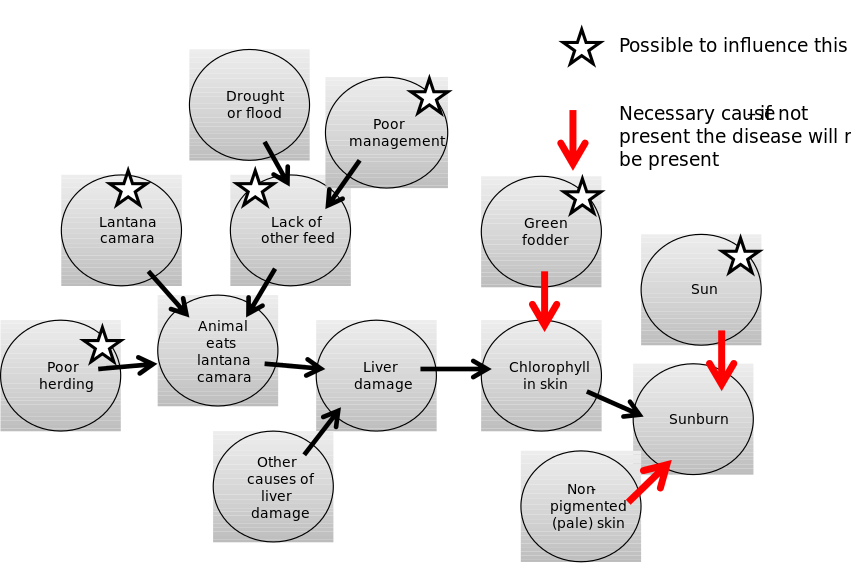 Possible to influence this
Necessary cause - if not
present the disease will
be present
Drought
or flood
Poor
management
Lantana
camara
Lack of
other feed
Green
fodder
Sun
Poor
herding
Animal
eats
lantana
camara
Liver
damage
Chlorophyll
in skin
Sunburn
Other
causes of
liver
damage
Non-
pigmented
(pale) skin